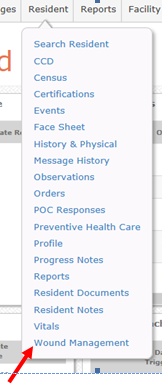 ges Resident Reports Facility
Search Resident
CCD
Census
Certifications
Events
Face Sheet
History & Physical
Message History
Observations
Orders
POC Responses
Preventive Health Care
Profile
Progress Notes
Reports
Resident Documents
Resident Notes
Vitals
Wound Management